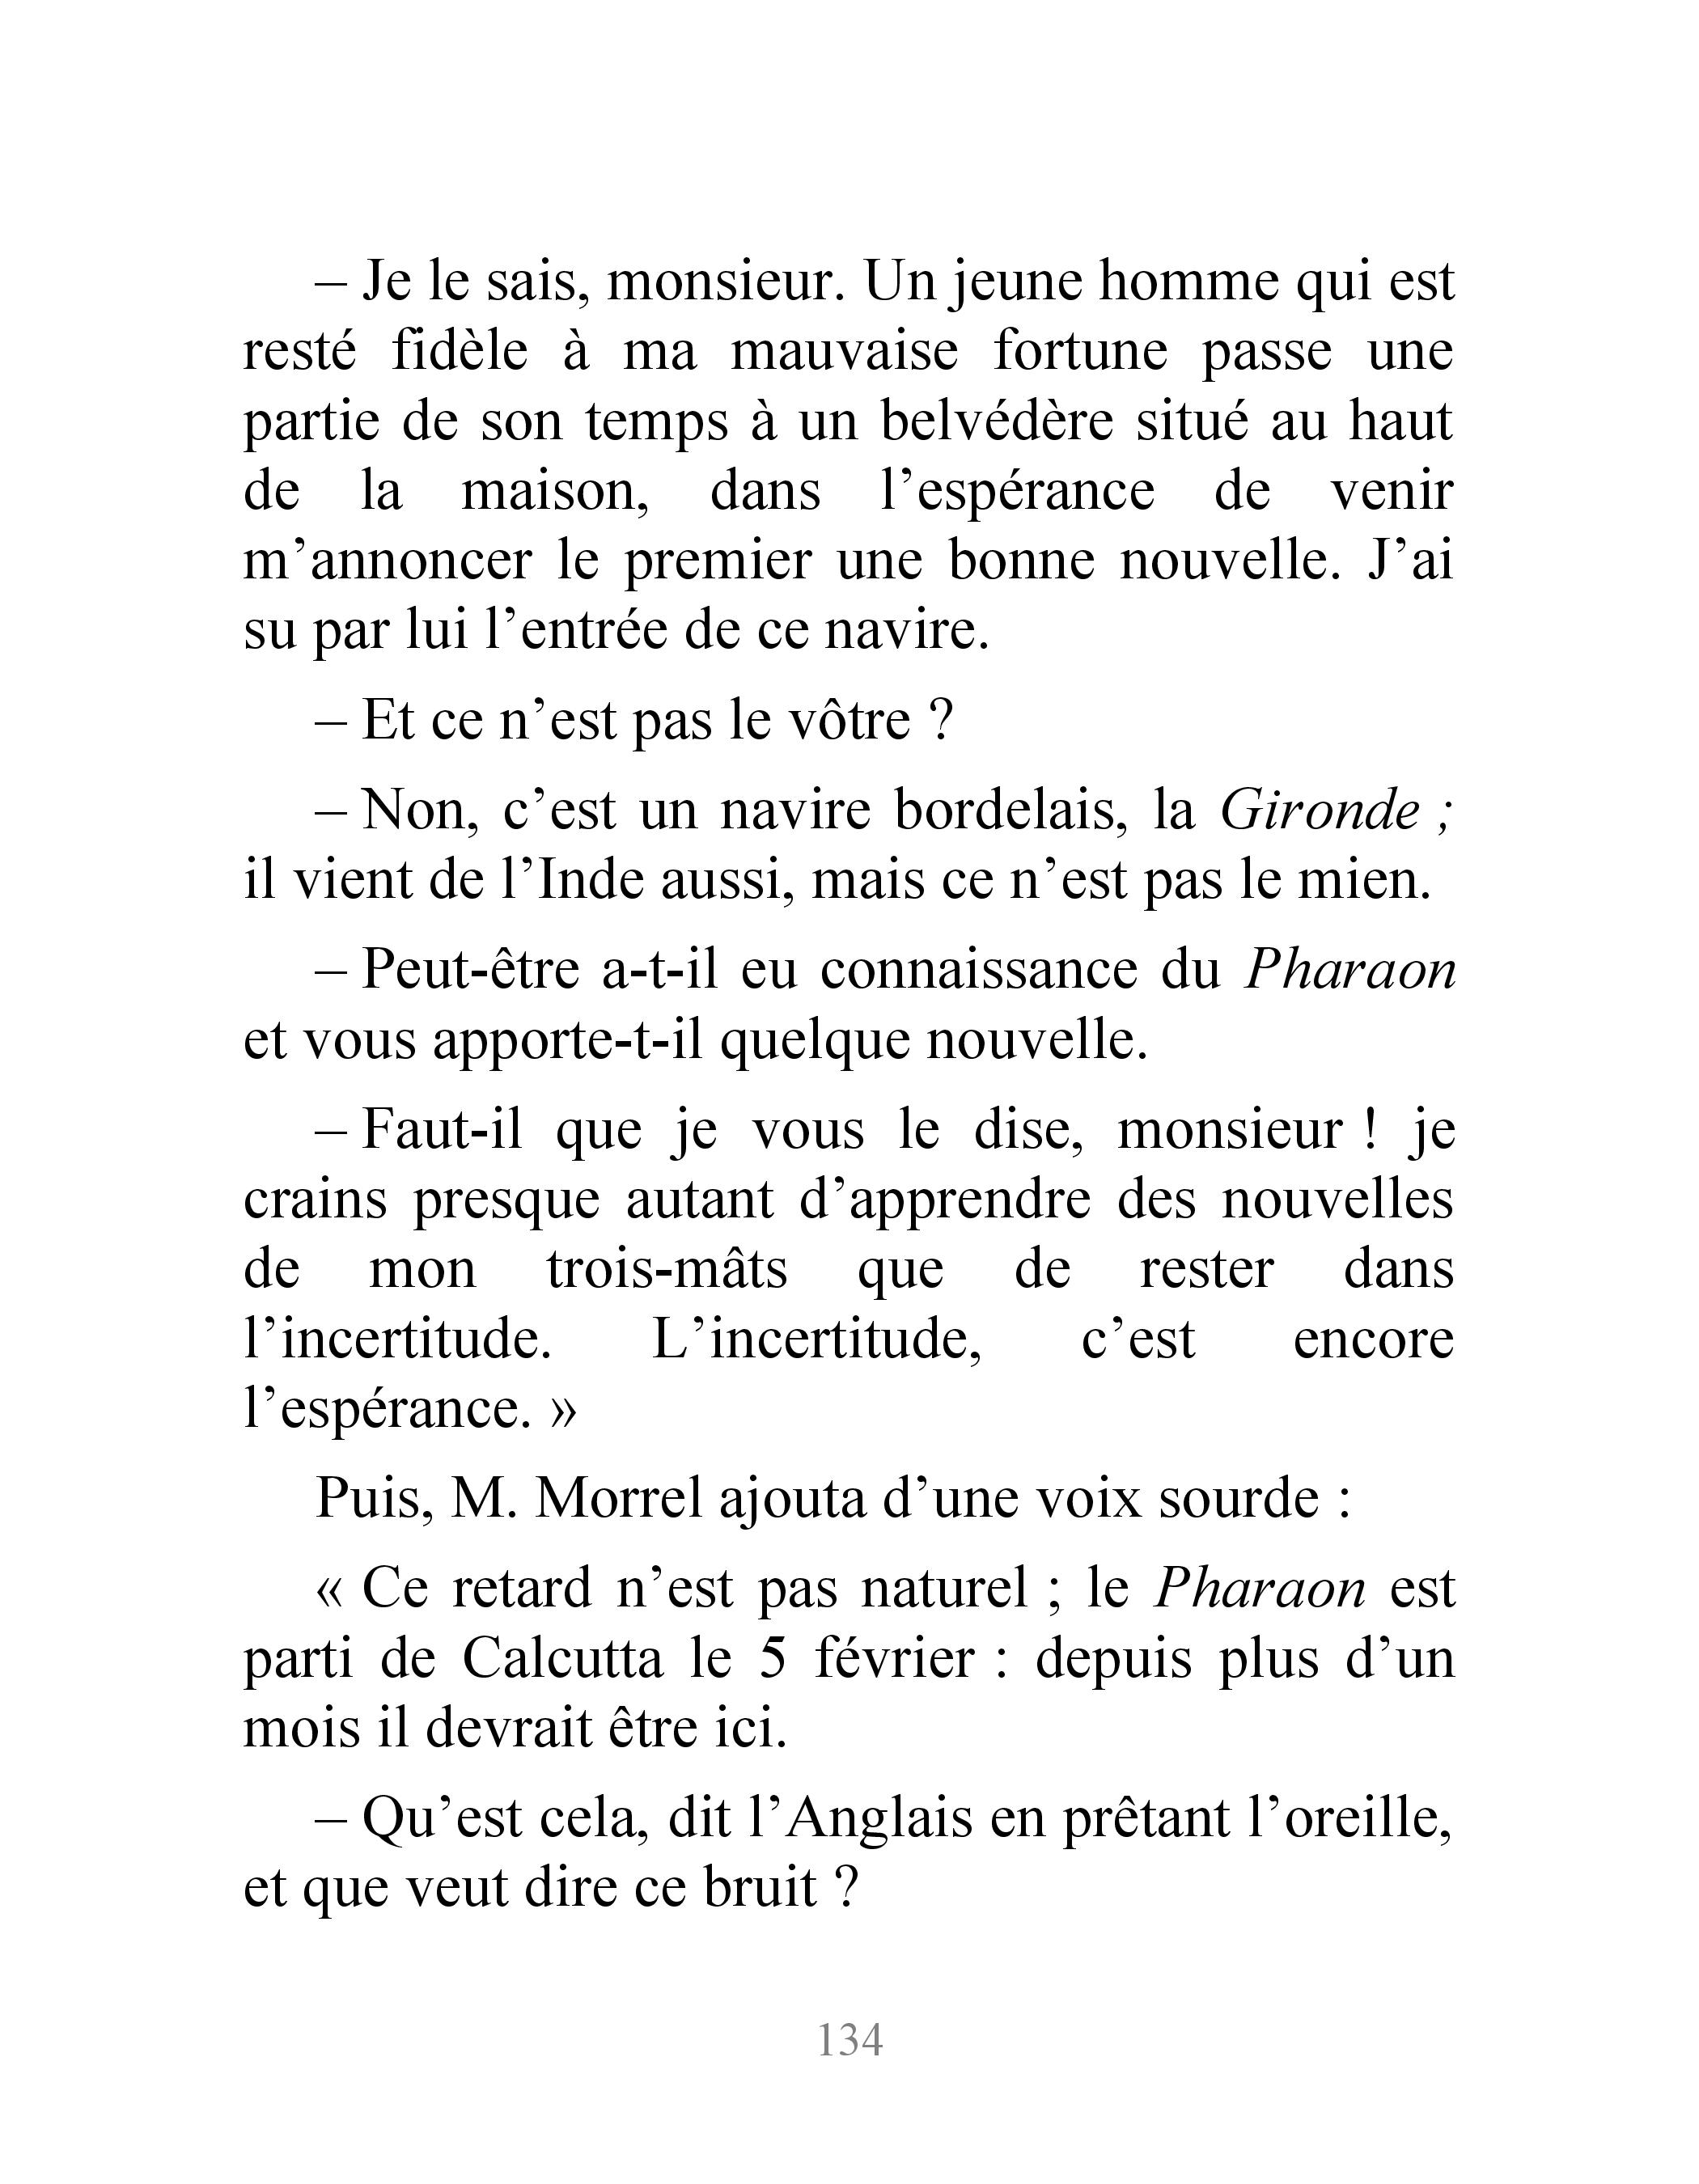 – Je le sais, monsieur. Un jeune homme qui est
resté fidèle à ma mauvaise fortune passe une
partie de son temps à un belvédère situé au haut
de la maison, dans l’espérance de venir
m’annoncer le premier une bonne nouvelle. J’ai
su par lui l’entrée de ce navire.
– Et ce n’est pas le vôtre ?
– Non, c’est un navire bordelais, la Gironde ;
il vient de l’Inde aussi, mais ce n’est pas le mien.
– Peut-être a-t-il eu connaissance du Pharaon
et vous apporte-t-il quelque nouvelle.
– Faut-il que je vous le dise, monsieur ! je
crains presque autant d’apprendre des nouvelles
de mon trois-mâts que de rester dans
l’incertitude. L’incertitude, c’est encore
l’espérance. »
Puis, M. Morrel ajouta d’une voix sourde :
« Ce retard n’est pas naturel ; le Pharaon est
parti de Calcutta le 5 février : depuis plus d’un
mois il devrait être ici.
– Qu’est cela, dit l’Anglais en prêtant l’oreille,
et que veut dire ce bruit ?
134